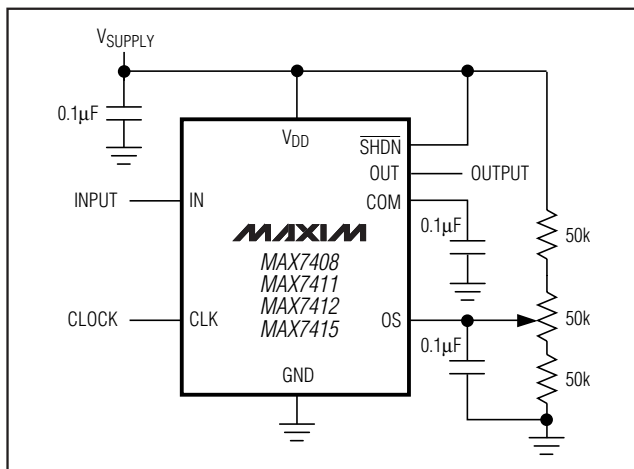 VSUPPLY
0.1µF
VDD
SHDN
OUT
OUTPUT
INPUT
IN
COM
MAXIM
0.1µF
50k
MAX7408
MAX7411
MAX7412
MAX7415
CLOCK
CLK
OS
50k
0.1µF
50k
GND